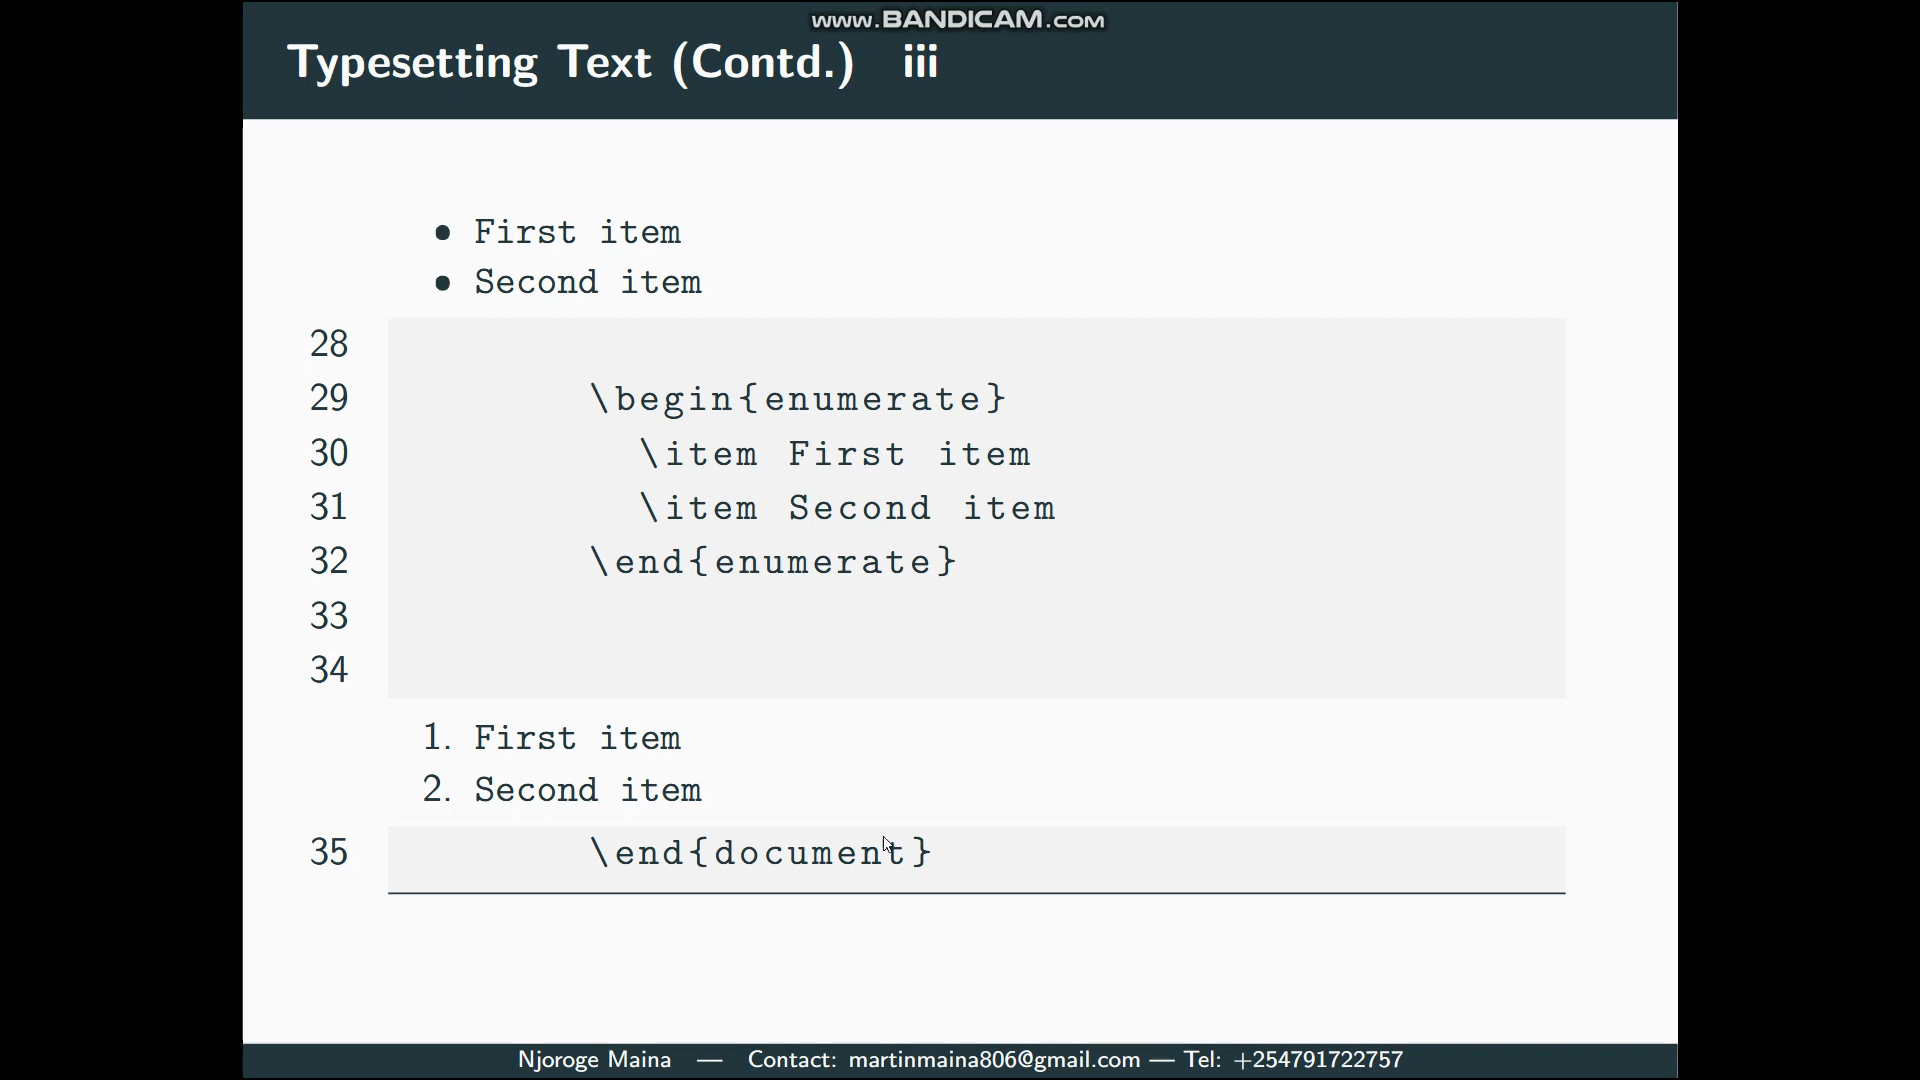 www.BANDICAM.com
Typesetting Text (Contd.) iii
• First item
• Second item
28
29 \begin{enumerate}
30 \item First item
31 \item Second item
32 \end{enumerate}
33
34
1. First item
2. Second item
35 \end{document}
Njoroge Maina — Contact: martinmaina806@gmail.com — Tel: +254791722757